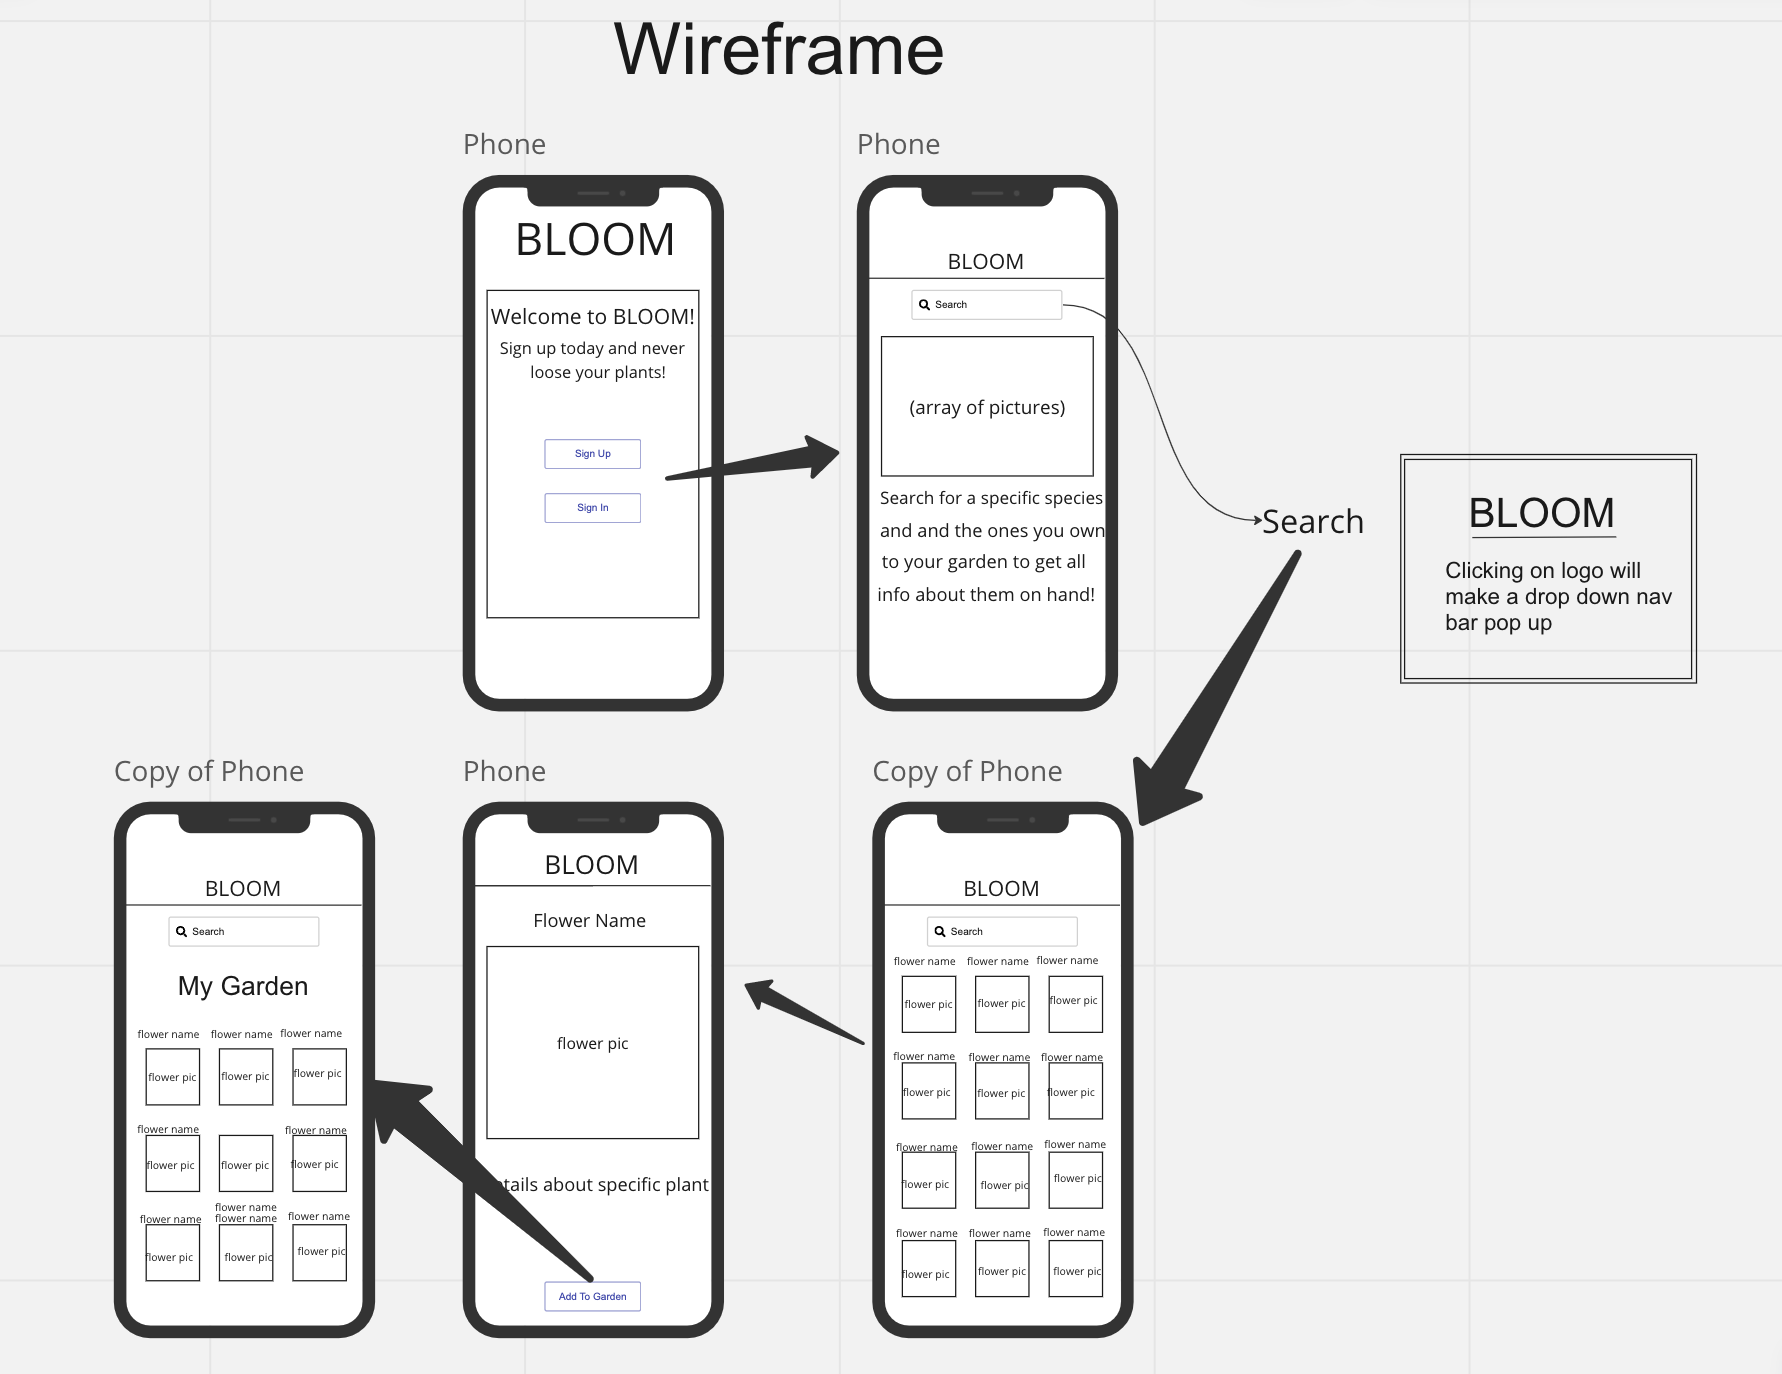 Wireframe
Phone
Phone
BLOOM
Welcome to BLOOM!
Sign up today and never
loose your plants!
Sign Up
Sign In
BLOOM
Search
(array of pictures)
Search for a specific species
and and the ones you own
to your garden to get all
info about them on hand!
Search
BLOOM
Clicking on logo will
make a drop down nav
bar pop up
Copy of Phone
Phone
Copy of Phone
BLOOM
Search
My Garden
flower name flower name flower name
flower pic flower pic flower pic
flower name flower name
flower pic flower pic flower pic
flower name
flower name flower name flower name
flower pic flower pic flower pic
BLOOM
Flower Name
flower pic
about specific plant
Add To Garden
BLOOM
Search
flower name flower name flower name
flower pic flower pic flower pic
flower name flower name flower name
flower pic flower pic flower pic
flower name flower name flower name
flower pic flower pic flower pic
flower name flower name flower name
flower pic flower pic flower pic